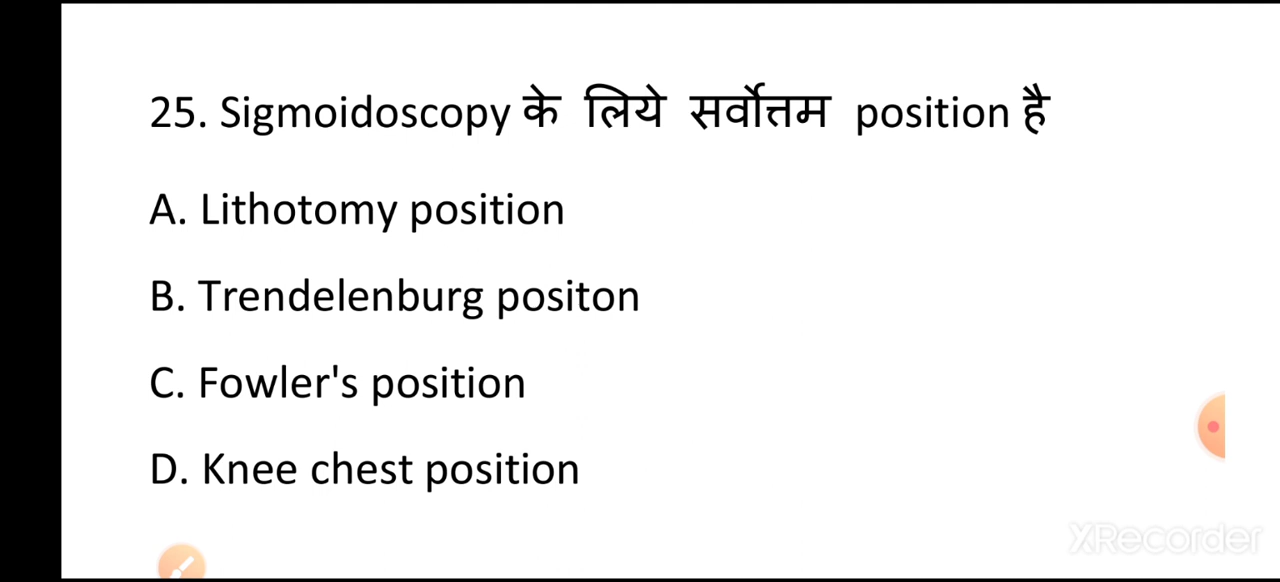 25. Sigmoidoscopy के लिये सर्वोत्तम position है
A. Lithotomy position
B. Trendelenburg positon
C. Fowler's position
D. Knee chest position
XRecorder